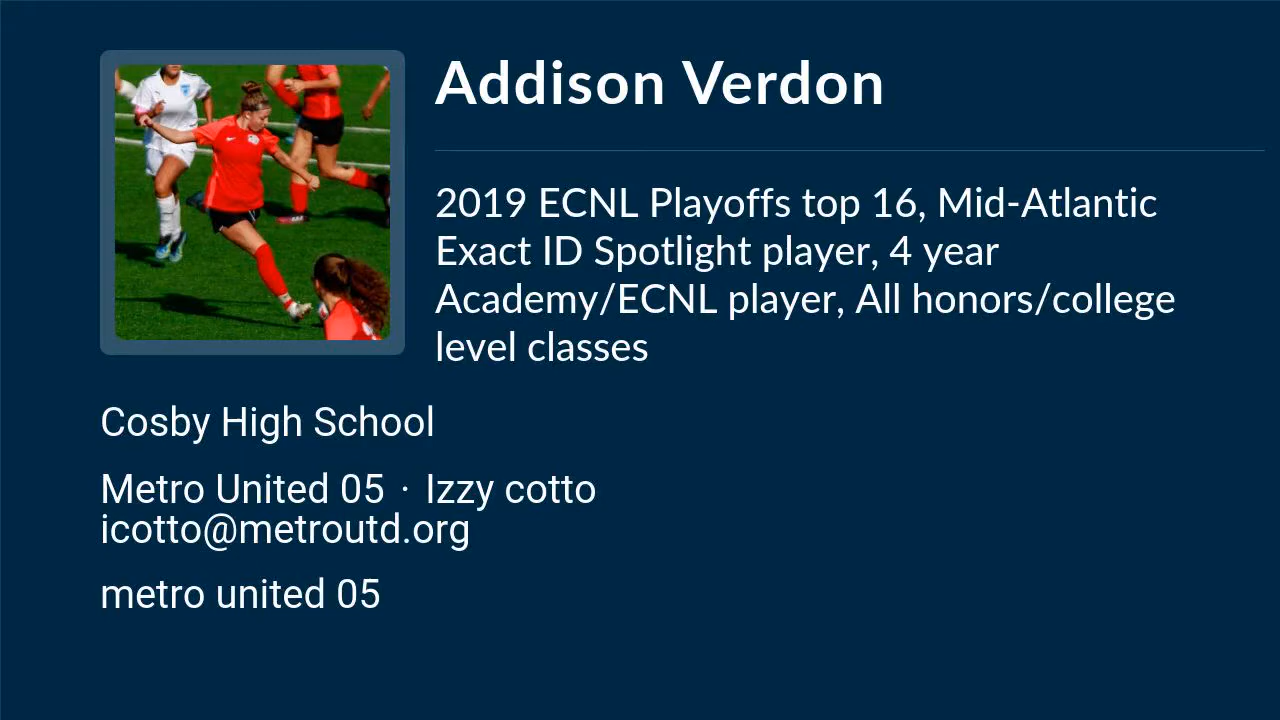 Addison Verdon
2019 ECNL Playoffs top 16, Mid-Atlantic
Exact ID Spotlight player, 4 year
Academy/ECNL player, All honors/college
level classes
Cosby High School
Metro United 05 · Izzy cotto
icotto@metroutd.org
metro united 05